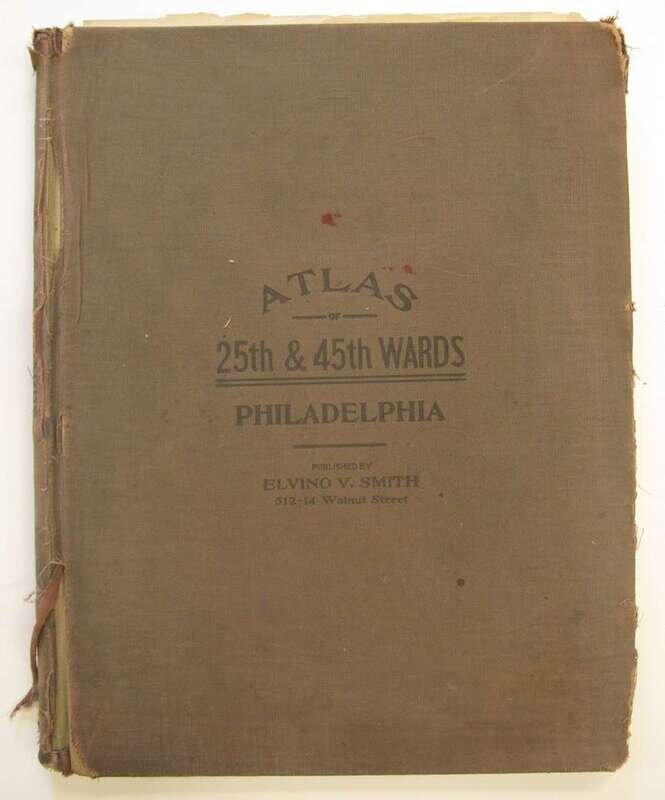 ATLAS
OF
25th & 45th WARDS
PHILADELPHIA
PUBLISHED BY
ELVINO V. SMITH
512-14 Walnut Street